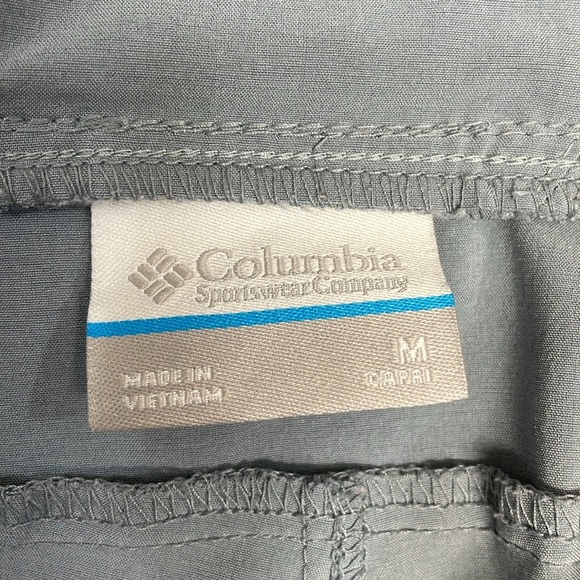 Columbia
Sportswear Company
M
CAPRI
MADE IN
VIETNAM